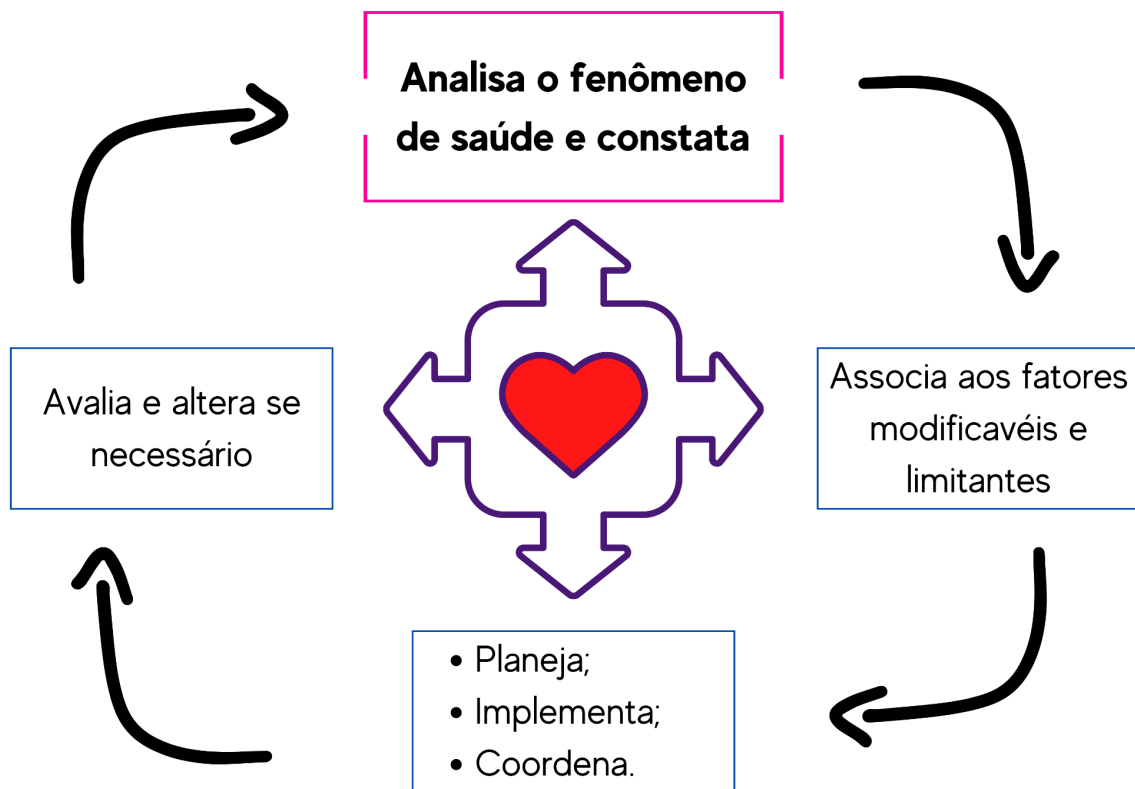 Analisa o fenômeno
de saúde e constata
Associa aos fatores
modificavéis e
limitantes
• Planeja;
• Implementa;
• Coordena.
Avalia e altera se
necessário